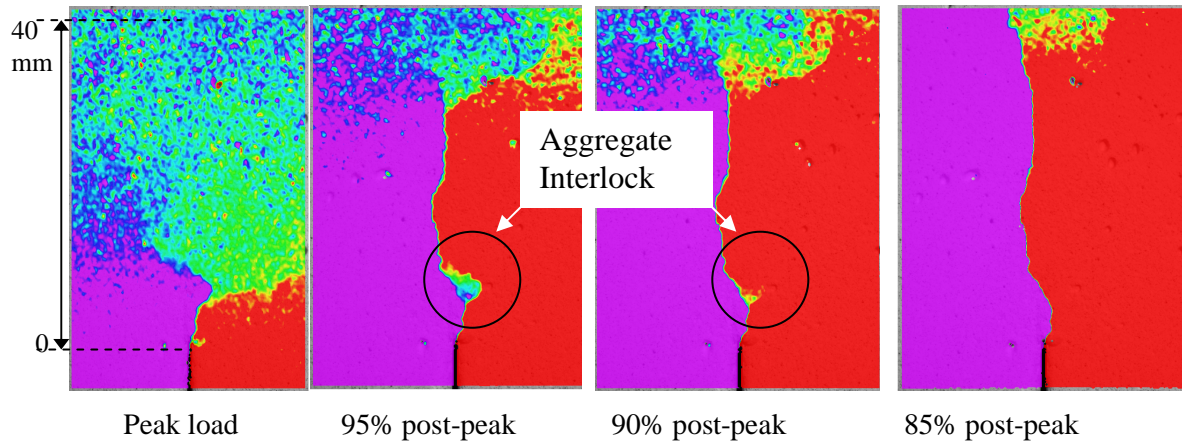 40
mm
0
Aggregate
Interlock
Peak load
95% post-peak
90% post-peak
85% post-peak